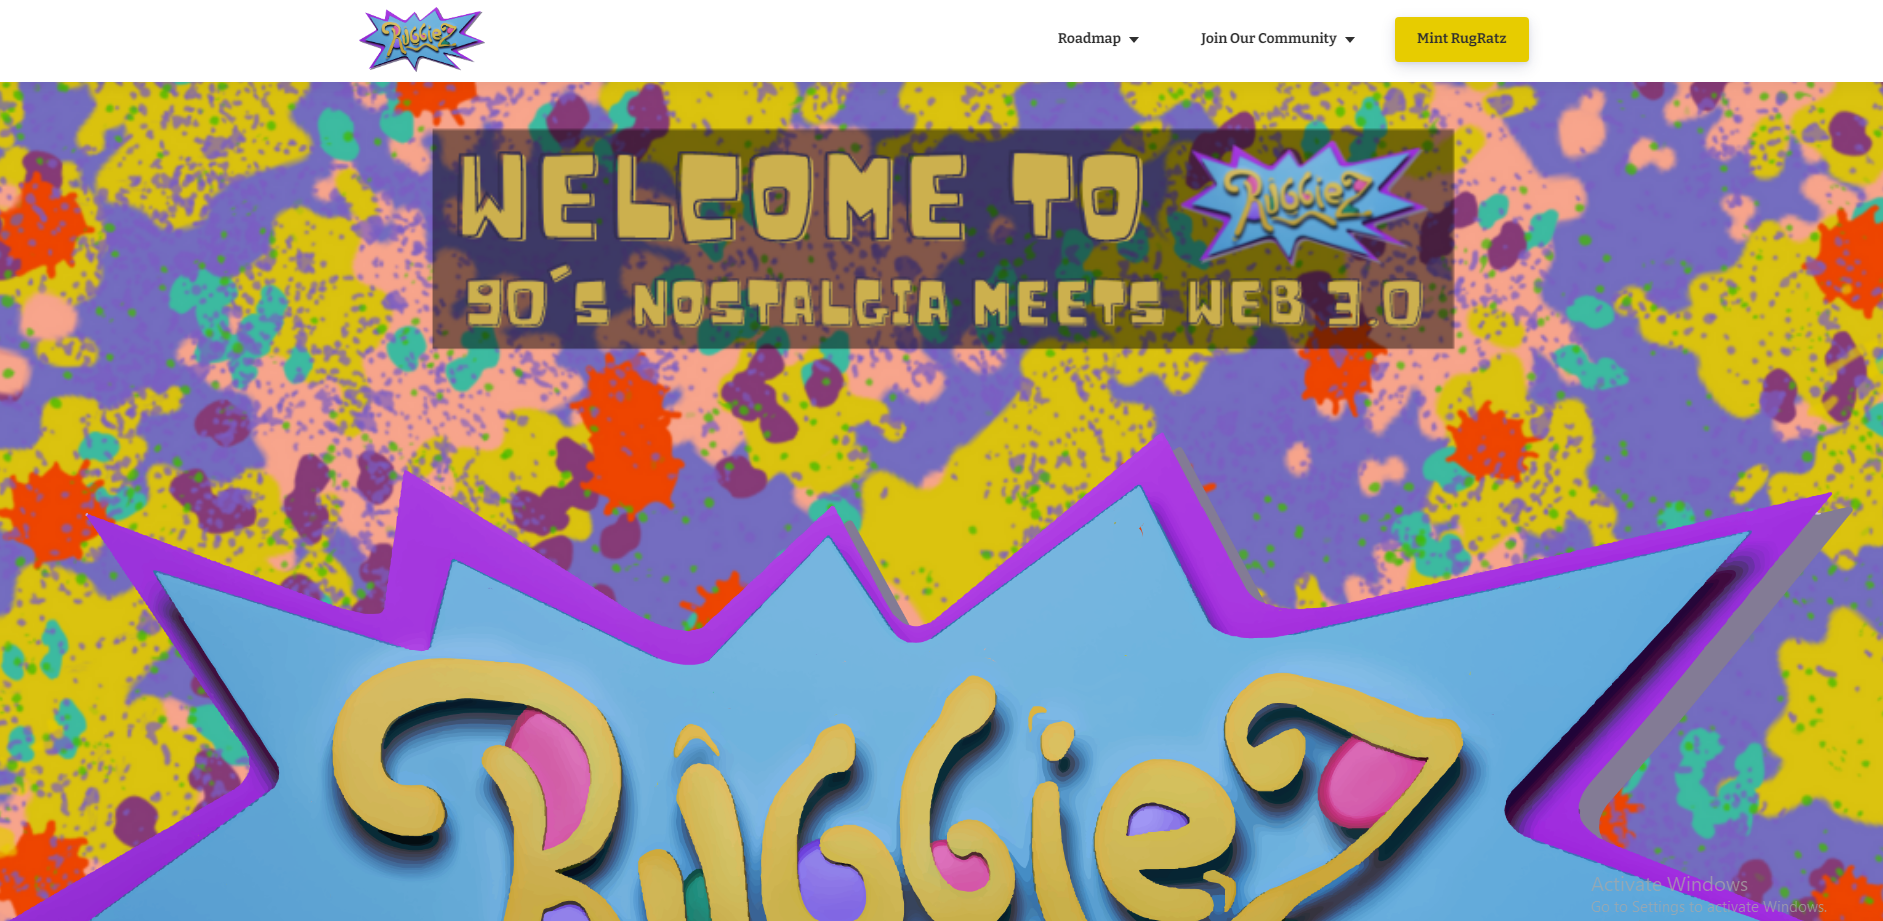 RuggieZ
Roadmap
Join Our Community
Mint RugRatz
WELCOME TO RuggieZ
90´S NOSTALGIA MEETS WEB 3.0
RuggieZ
Activate Windows
Go to Settings to activate Windows.